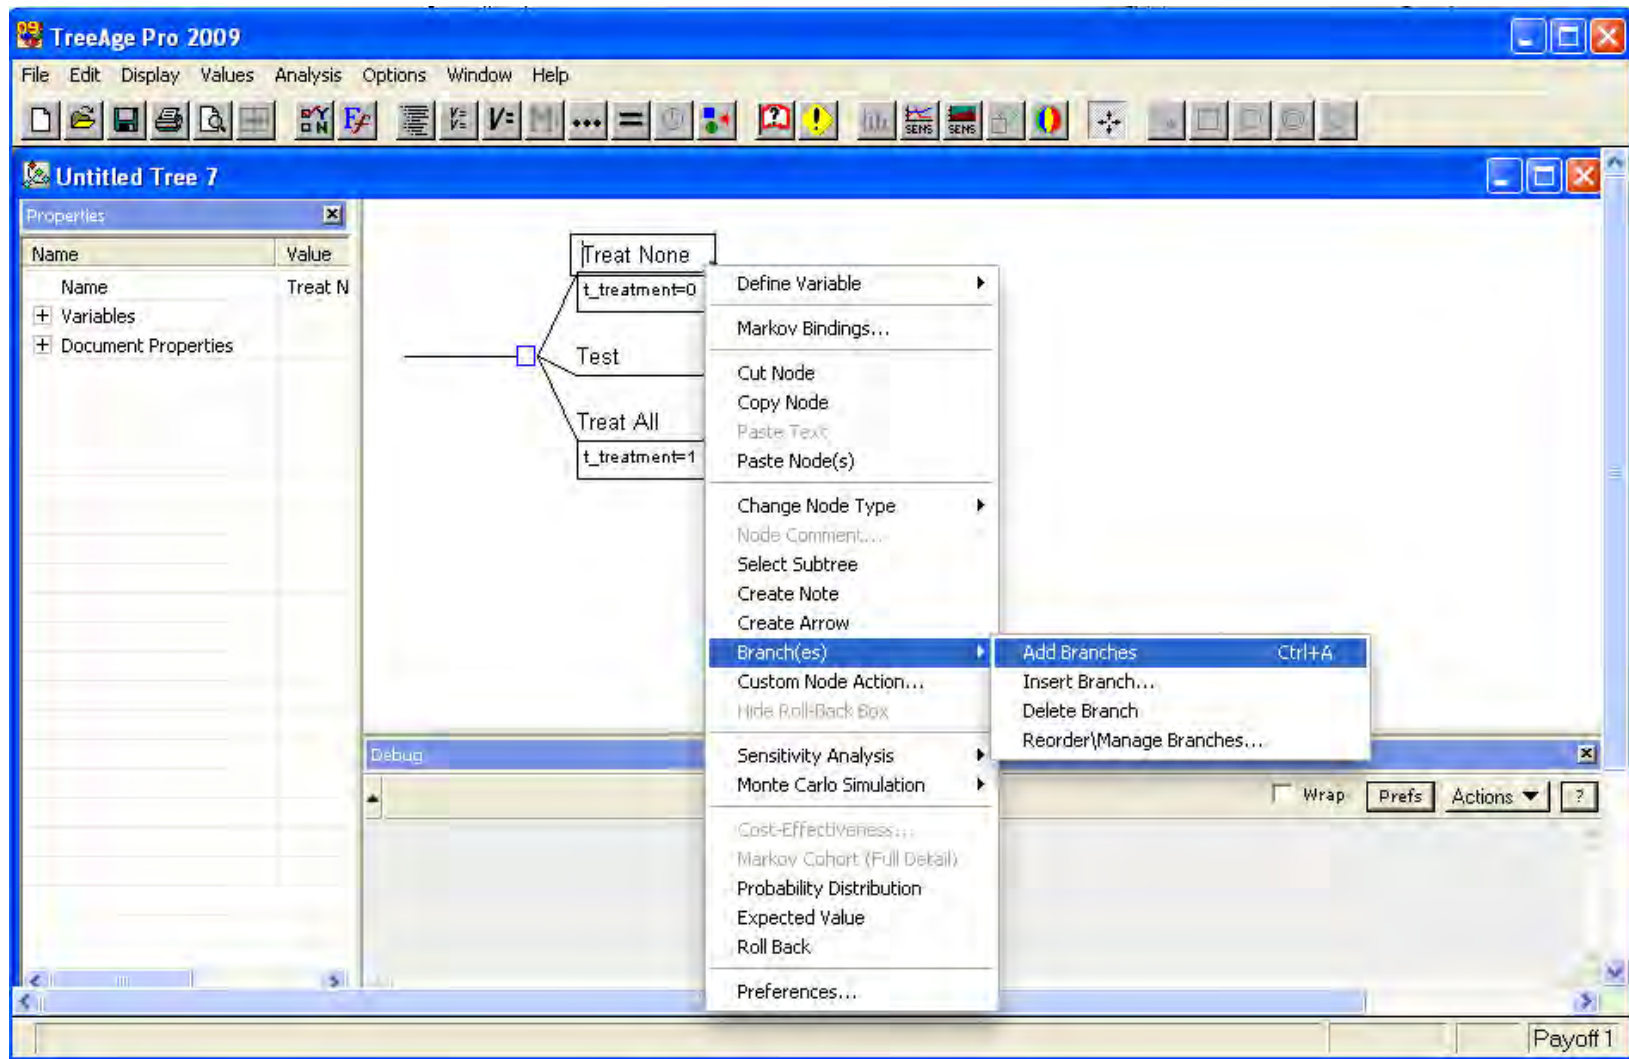 TreeAge Pro 2009
File Edit Display Values Analysis Options Window Help
Untitled Tree 7
Properties
Name Value
Name Treat N
Variables
Document Properties
Treat None
t_treatment=0
Test
Treat All
t_treatment=1
Define Variable
Markov Bindings...
Cut Node
Copy Node
Paste Text
Paste Node(s)
Change Node Type
Node Comment....
Select Subtree
Create Note
Create Arrow
Branch(es)
Custom Node Action...
Hide Roll-Back Box
Sensitivity Analysis
Monte Carlo Simulation
Cost-Effectiveness...
Markov Cohort (Full Detail)
Probability Distribution
Expected Value
Roll Back
Preferences...
Add Branches Ctrl+A
Insert Branch...
Delete Branch
Reorder\Manage Branches...
Debug
Wrap Prefs Actions ?
Payoff 1